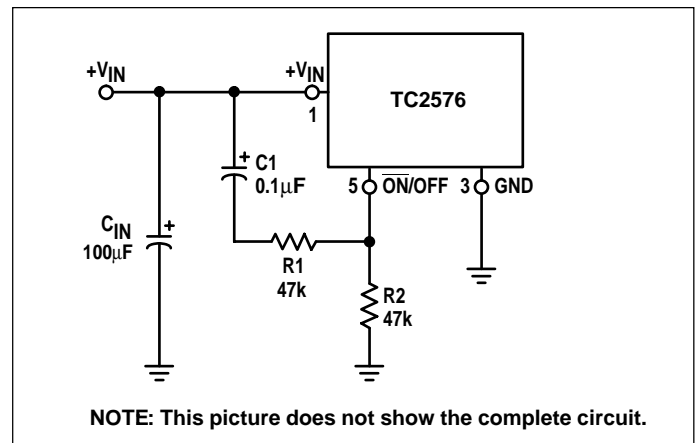 +VIN
+VIN
1
TC2576
+
C1
0.1μF
5
ON/OFF
3
GND
CIN
+
100μF
R1
47k
R2
47k
NOTE: This picture does not show the complete circuit.